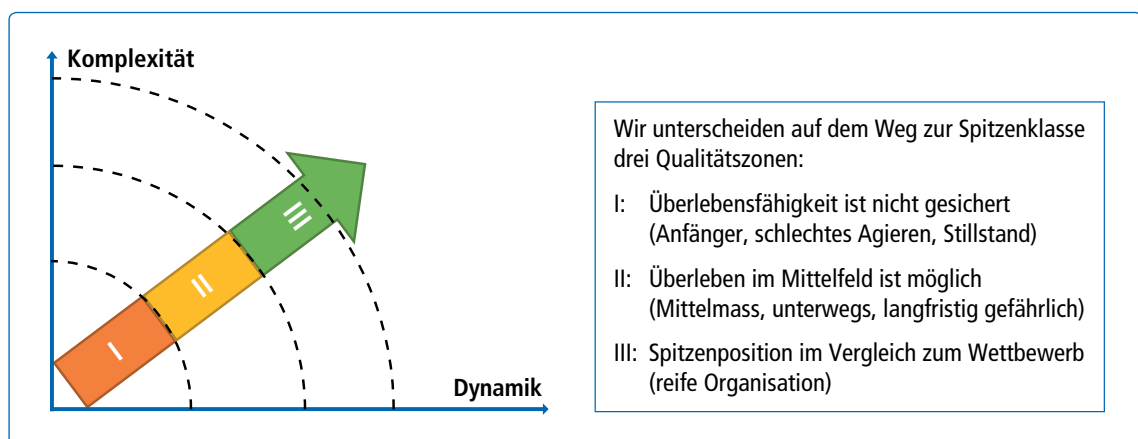 Komplexität
III
II
I
Dynamik
Wir unterscheiden auf dem Weg zur Spitzenklasse
drei Qualitätszonen:
I: Überlebensfähigkeit ist nicht gesichert
(Anfänger, schlechtes Agieren, Stillstand)
II: Überleben im Mittelfeld ist möglich
(Mittelmass, unterwegs, langfristig gefährlich)
III: Spitzenposition im Vergleich zum Wettbewerb
(reife Organisation)